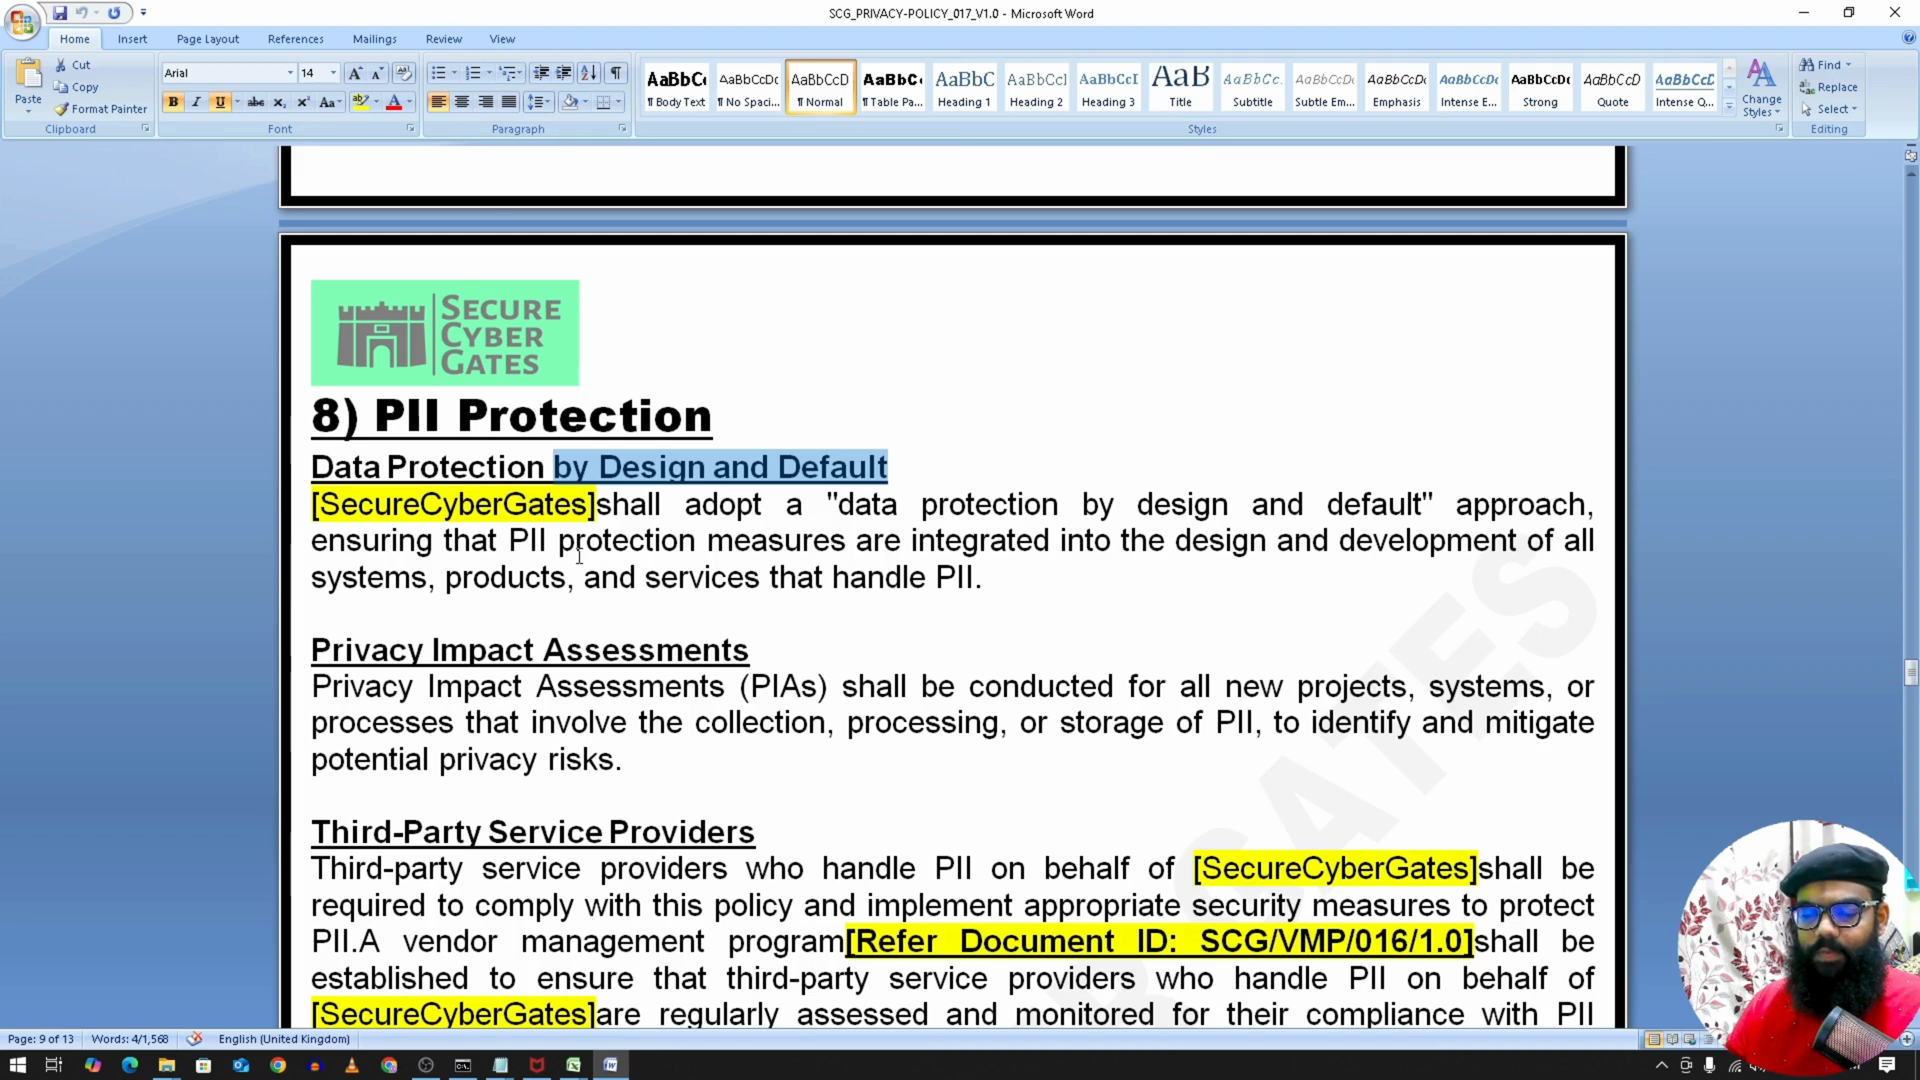 SCG_PRIVACY-POLICY_017_V1.0 - Microsoft Word
Home Insert Page Layout References Mailings Review View
Paste
Cut
Copy
Format Painter
Clipboard
Arial 14
Font
Paragraph
AaBbC AaBbCcDc AaBbCcD AaBbC AaBbC AaBbCcI AaBbCcI AaB AaBbCc. AaBbCcDc AaBbCcDc AaBbCcDc AaBbCcDc AaBbCcD AaBbCcD
¶ Body Text ¶ No Spaci... ¶ Normal ¶ Table Pa... Heading 1 Heading 2 Heading 3 Title Subtitle Subtle Em... Emphasis Intense E... Strong Quote Intense Q...
Change Styles
Styles
Find
Replace
Select
Editing
SECURE
CYBER
GATES
8) PII Protection
Data Protection by Design and Default
[SecureCyberGates]shall adopt a "data protection by design and default" approach,
ensuring that PII protection measures are integrated into the design and development of all
systems, products, and services that handle PII.
Privacy Impact Assessments
Privacy Impact Assessments (PIAs) shall be conducted for all new projects, systems, or
processes that involve the collection, processing, or storage of PII, to identify and mitigate
potential privacy risks.
Third-Party Service Providers
Third-party service providers who handle PII on behalf of [SecureCyberGates]shall be
required to comply with this policy and implement appropriate security measures to protect
PII.A vendor management program[Refer Document ID: SCG/VMP/016/1.0]shall be
established to ensure that third-party service providers who handle PII on behalf of
[SecureCyberGates]are regularly assessed and monitored for their compliance with PII
RGATES
Page: 9 of 13 Words: 4/1,568 English (United Kingdom)